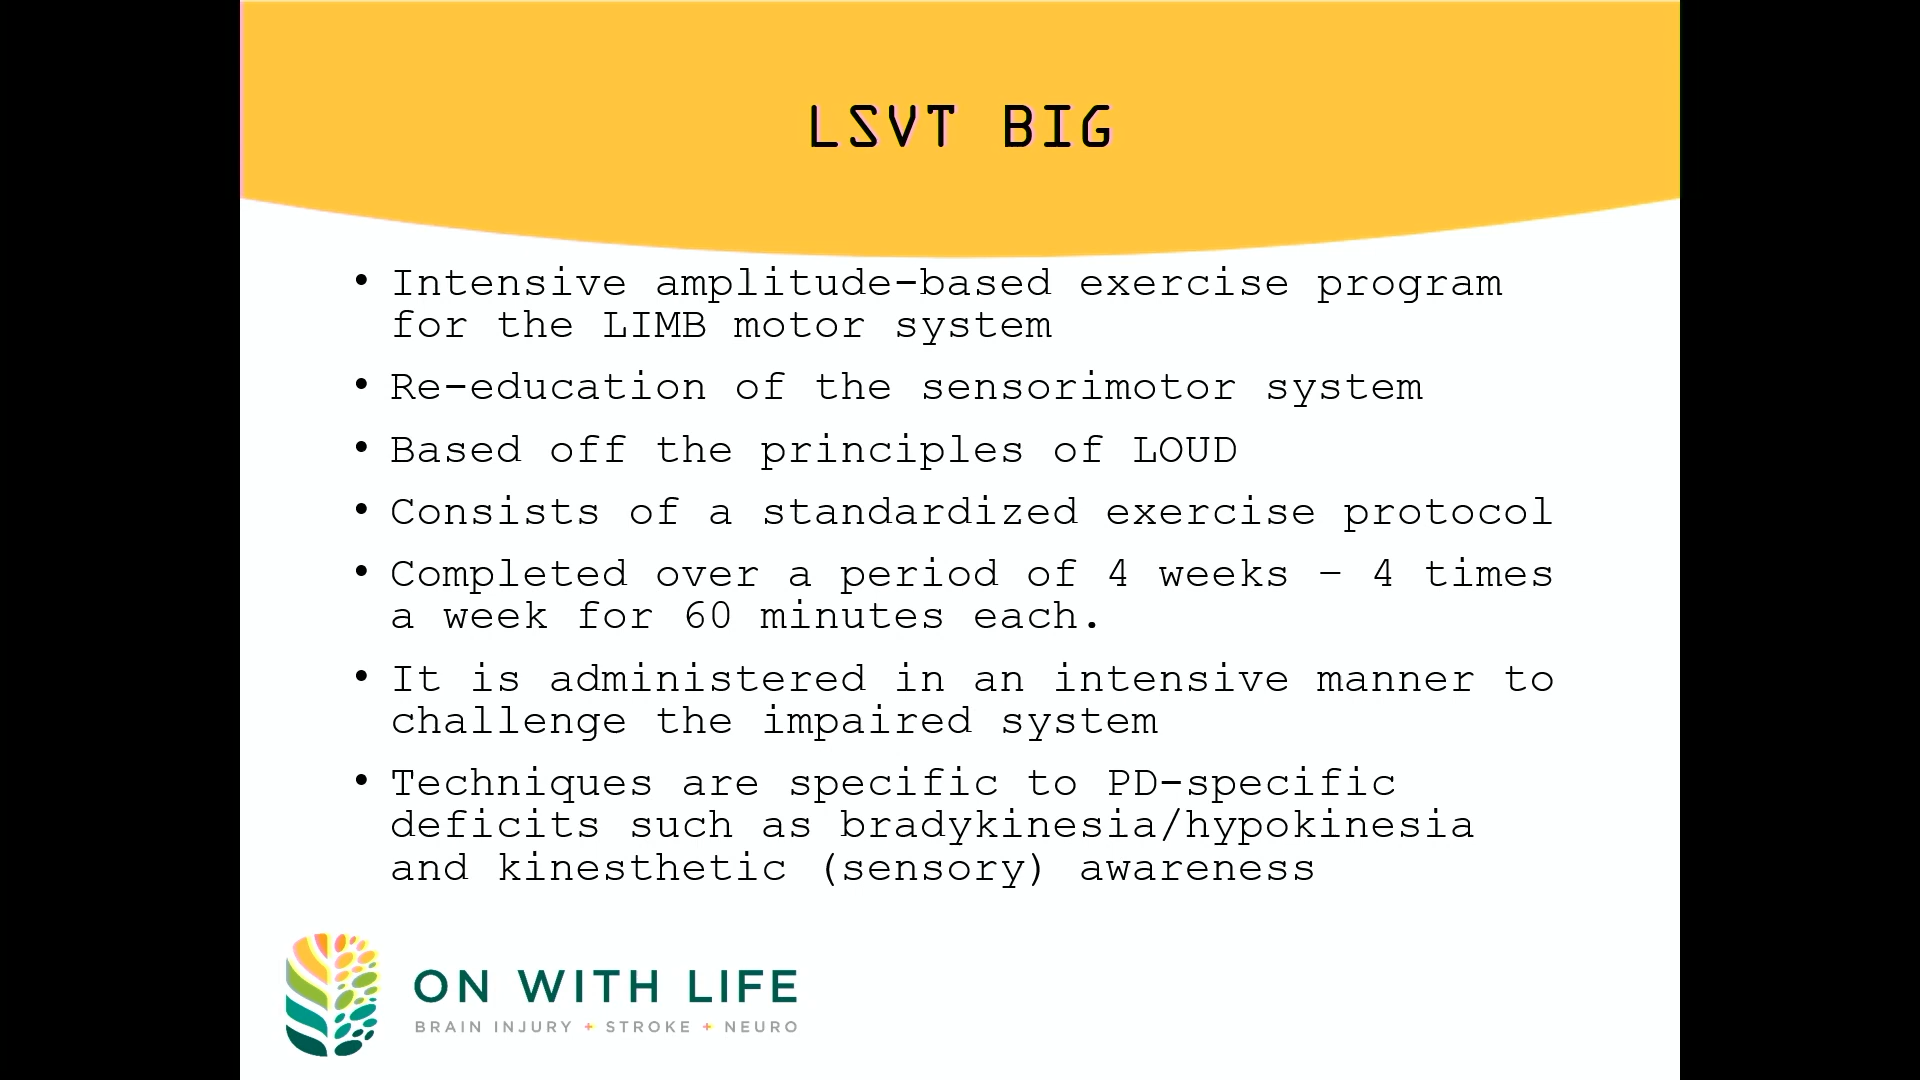 LSVT BIG
• Intensive amplitude-based exercise program
for the LIMB motor system
• Re-education of the sensorimotor system
• Based off the principles of LOUD
• Consists of a standardized exercise protocol
• Completed over a period of 4 weeks – 4 times
a week for 60 minutes each.
• It is administered in an intensive manner to
challenge the impaired system
• Techniques are specific to PD-specific
deficits such as bradykinesia/hypokinesia
and kinesthetic (sensory) awareness
ON WITH LIFE
BRAIN INJURY + STROKE + NEURO